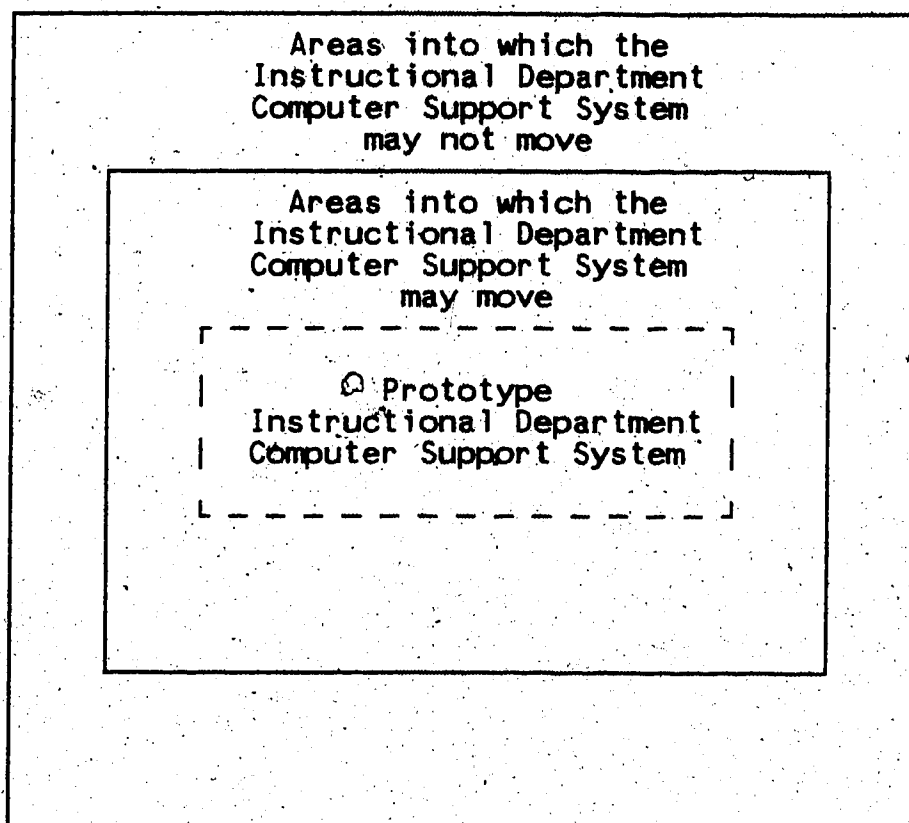 Areas into which the
Instructional Department
Computer Support System
may not move
Areas into which the
Instructional Department
Computer Support System
may move
Prototype
Instructional Department
Computer Support System